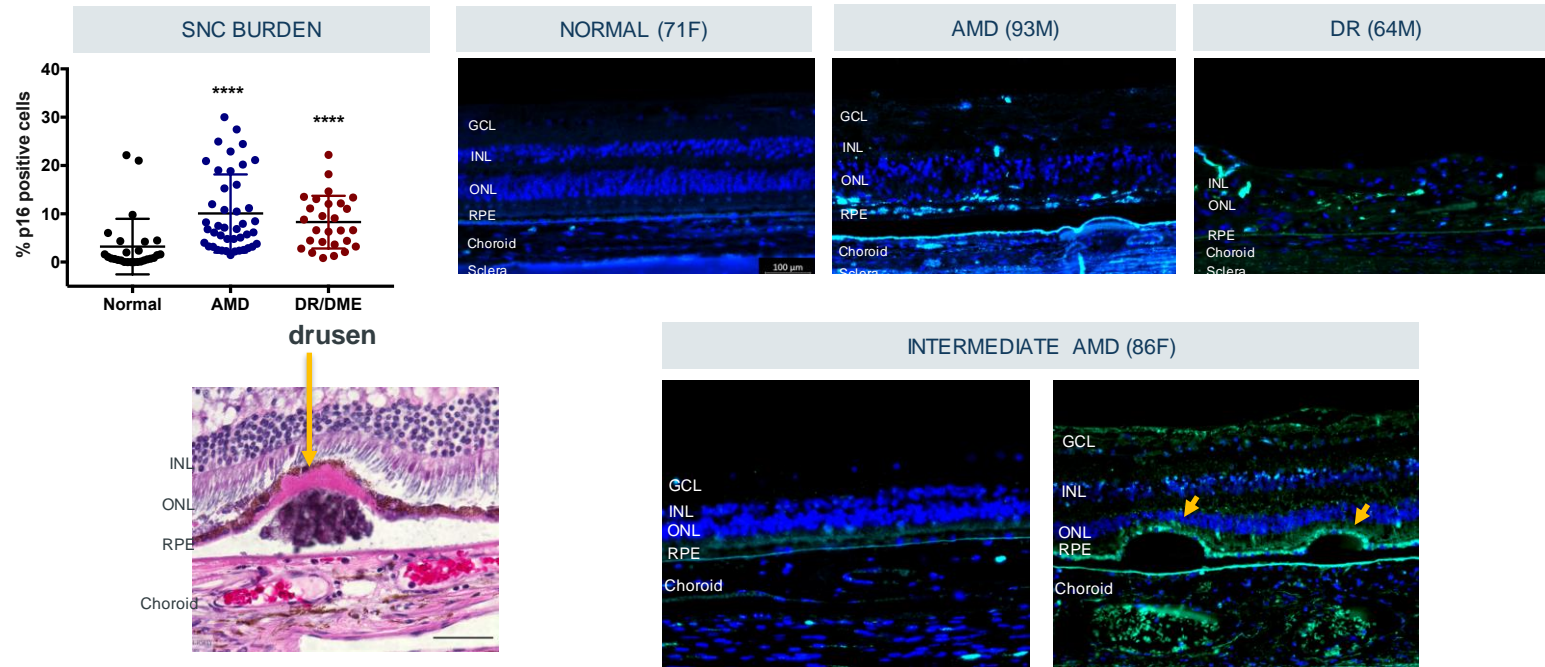 SNC BURDEN
% p16 positive cells
40
30
20
10
0
****
****
Normal AMD DR/DME
NORMAL (71F)
GCL
INL
ONL
RPE
Choroid
Sclera
100 µm
AMD (93M)
GCL
INL
ONL
RPE
Choroid
Sclera
DR (64M)
INL
ONL
RPE
Choroid
Sclera
drusen
INL
ONL
RPE
Choroid
INTERMEDIATE AMD (86F)
GCL
INL
ONL
RPE
Choroid
GCL
INL
ONL
RPE
Choroid